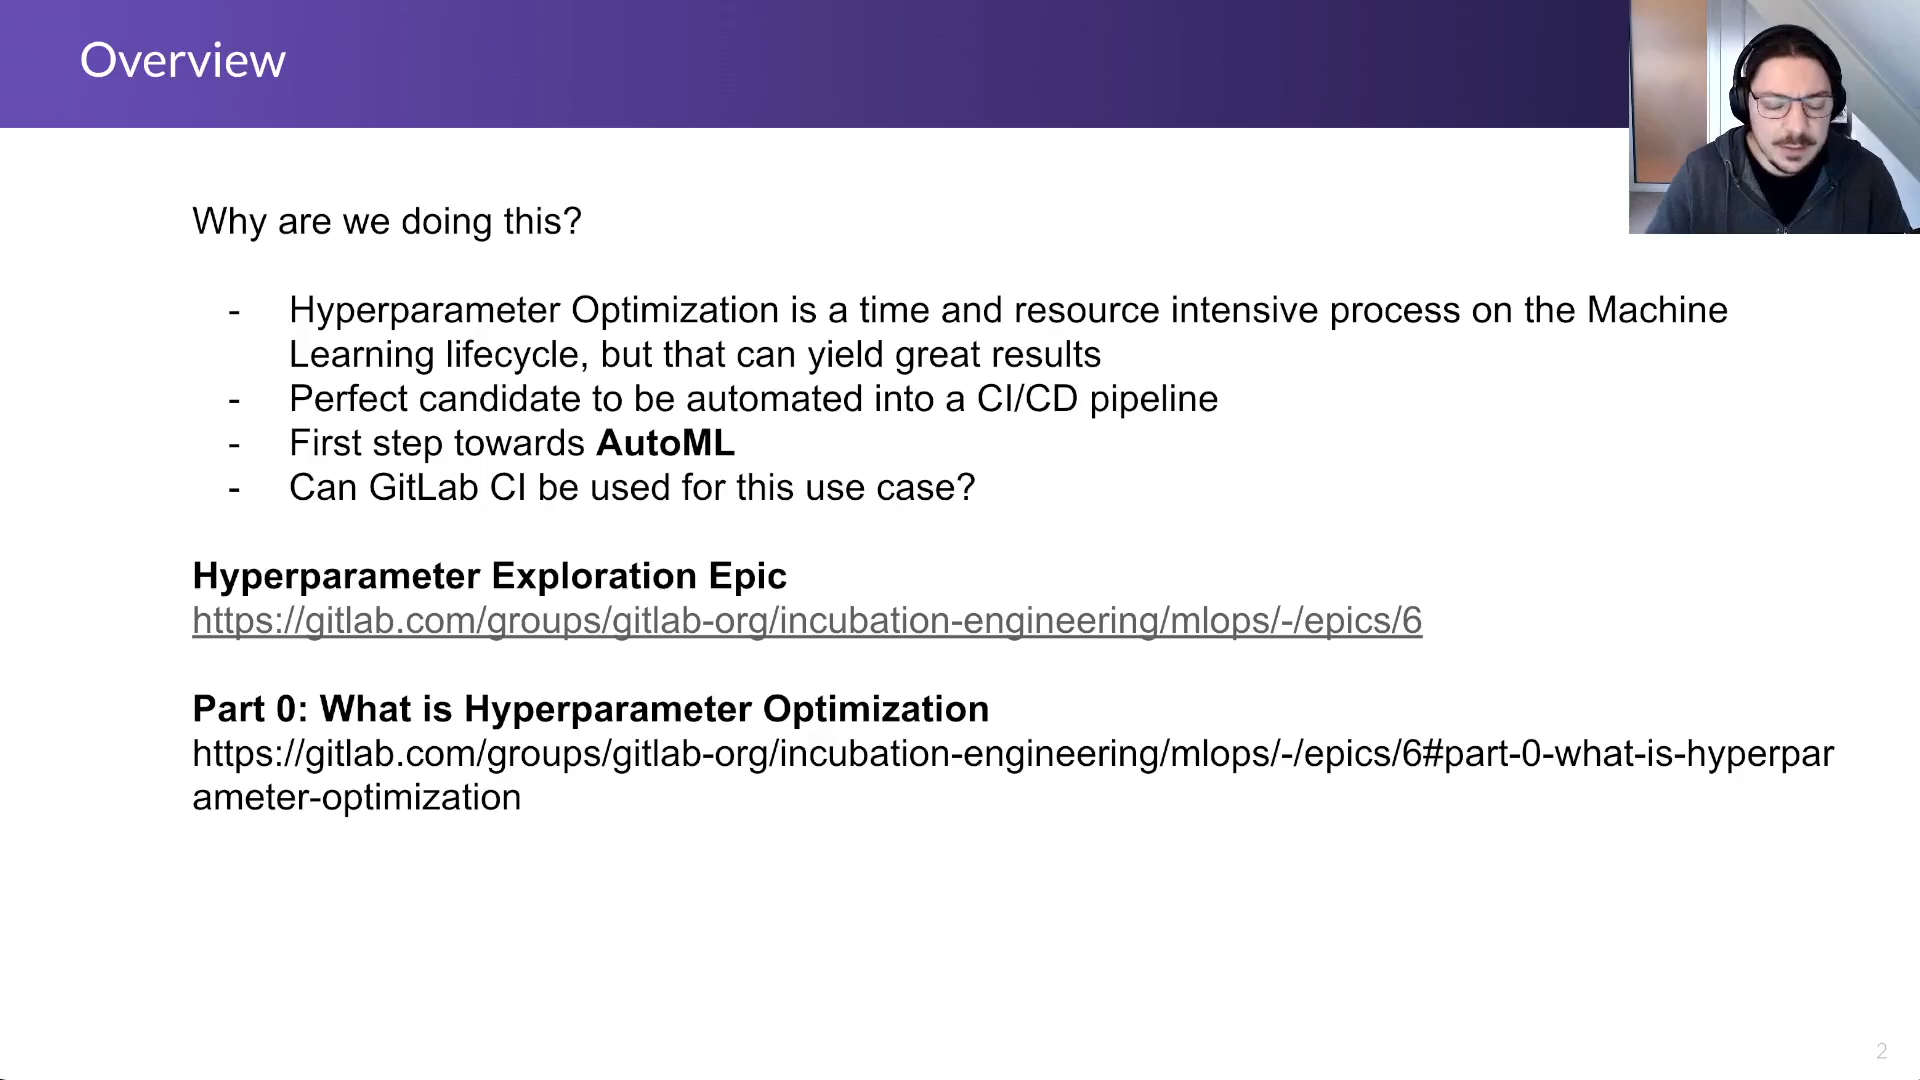 Overview
Why are we doing this?
- Hyperparameter Optimization is a time and resource intensive process on the Machine
Learning lifecycle, but that can yield great results
- Perfect candidate to be automated into a CI/CD pipeline
- First step towards AutoML
- Can GitLab CI be used for this use case?
Hyperparameter Exploration Epic
https://gitlab.com/groups/gitlab-org/incubation-engineering/mlops/-/epics/6
Part 0: What is Hyperparameter Optimization
https://gitlab.com/groups/gitlab-org/incubation-engineering/mlops/-/epics/6#part-0-what-is-hyperpar
ameter-optimization
2